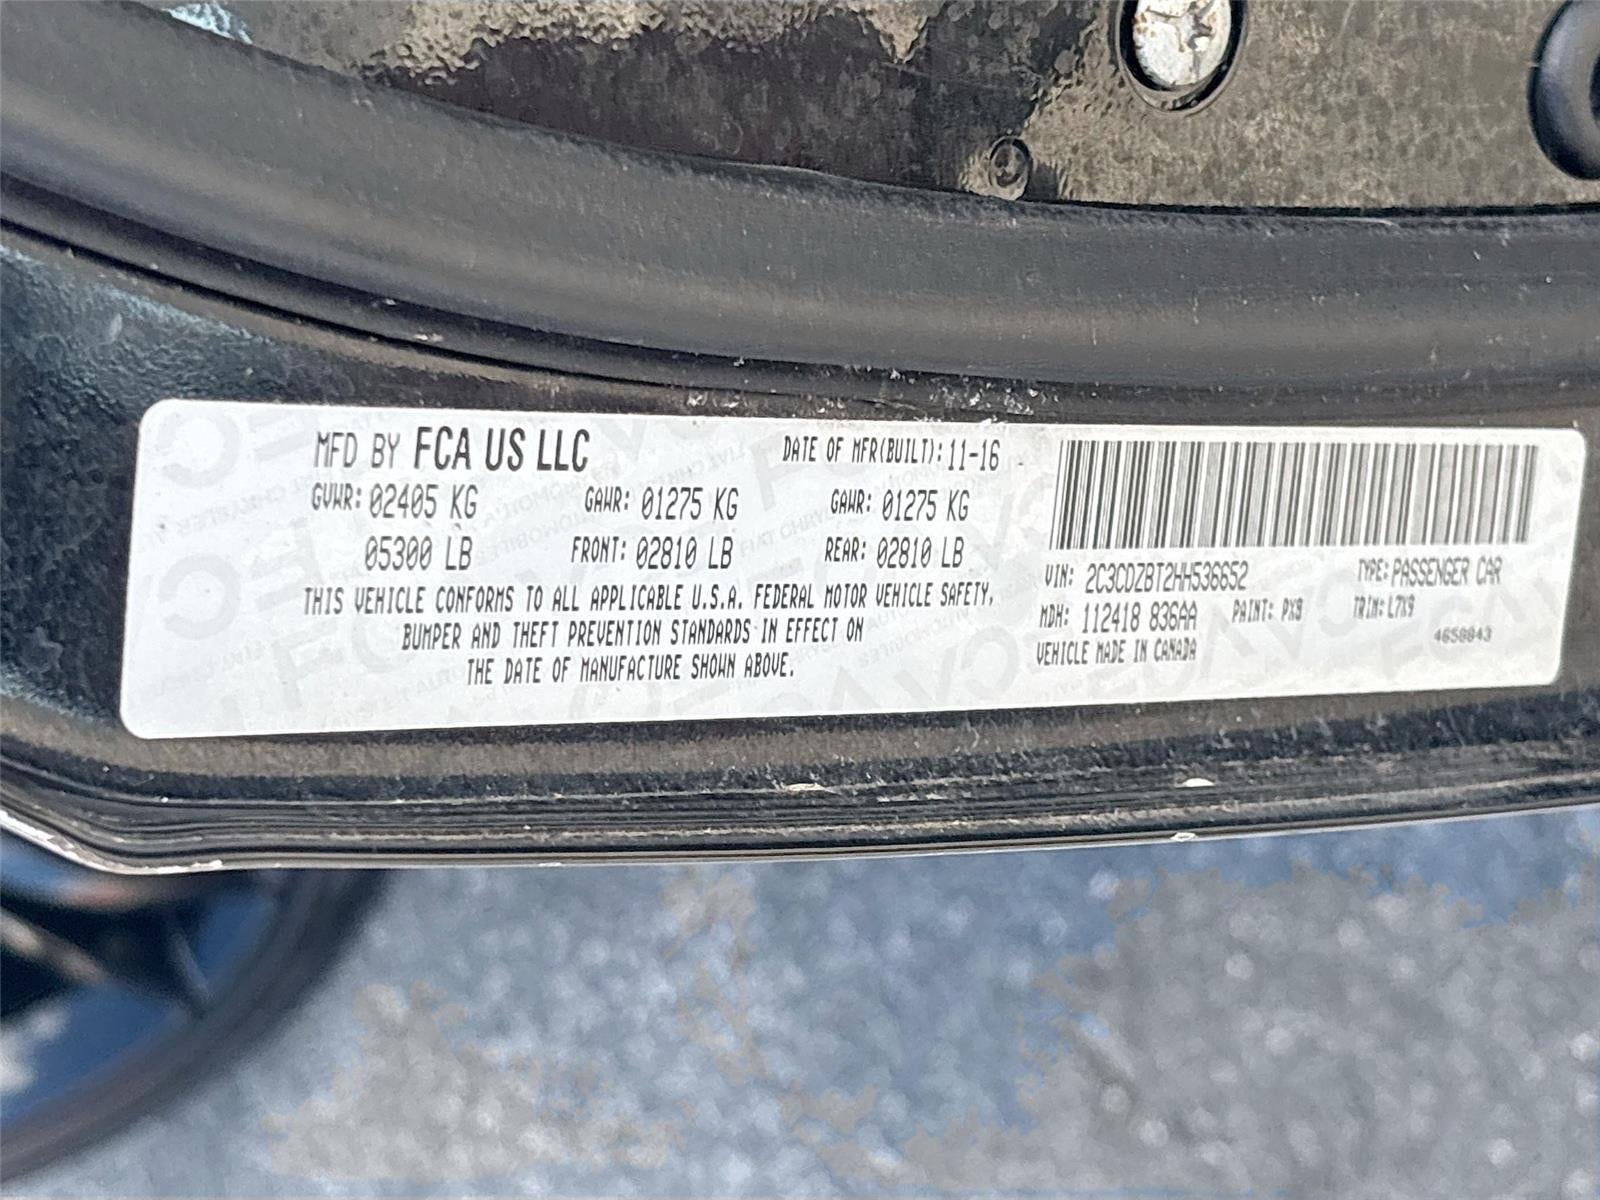 MFD BY FCA US LLC
DATE OF MFR(BUILT): 11-16
GVWR: 02405 KG GAWR: 01275 KG GAWR: 01275 KG
05300 LB FRONT: 02810 LB REAR: 02810 LB
THIS VEHICLE CONFORMS TO ALL APPLICABLE U.S.A. FEDERAL MOTOR VEHICLE SAFETY,
BUMPER AND THEFT PREVENTION STANDARDS IN EFFECT ON
THE DATE OF MANUFACTURE SHOWN ABOVE.
VIN: 2C3CDZBT2HH536652 TYPE: PASSENGER CAR
MDH: 112418 836AA PAINT: PX8 TRIM: L7X9
VEHICLE MADE IN CANADA 4658843